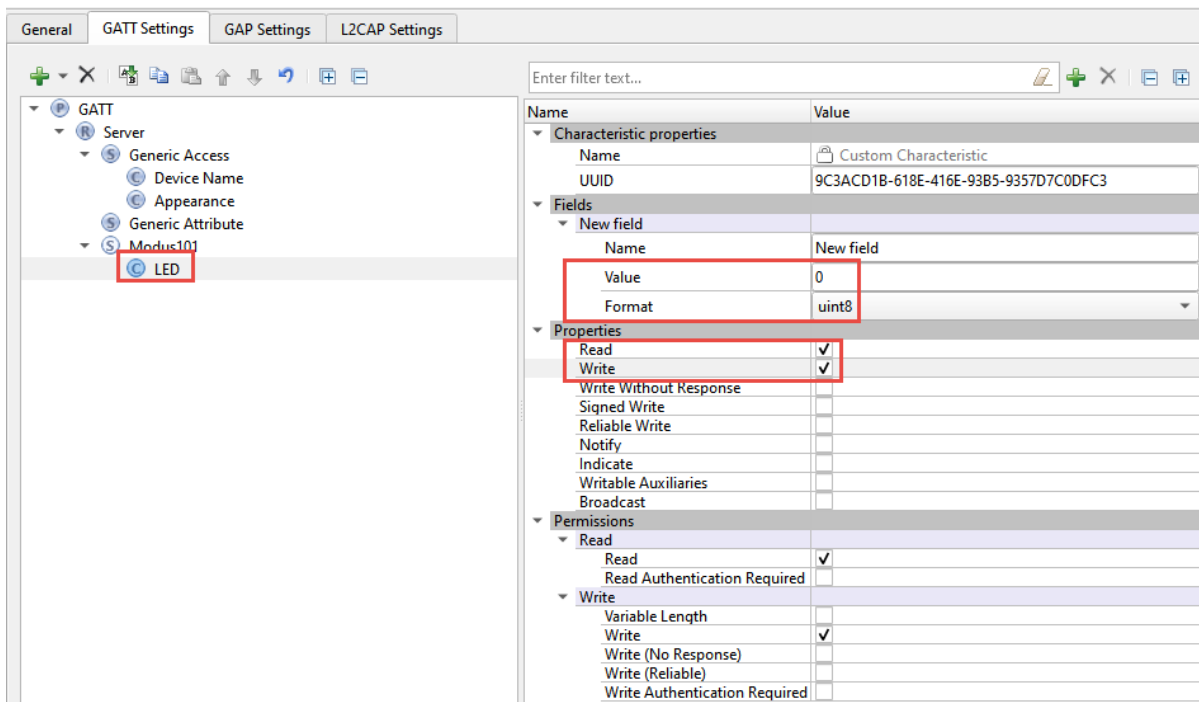 General GATT Settings GAP Settings L2CAP Settings
Enter filter text...
GATT
Server
Generic Access
Device Name
Appearance
Generic Attribute
Modus101
LED
Name Value
Characteristic properties
Name Custom Characteristic
UUID 9C3ACD1B-618E-416E-93B5-9357D7C0DFC3
Fields
New field
Name New field
Value 0
Format uint8
Properties
Read
Write
Write Without Response
Signed Write
Reliable Write
Notify
Indicate
Writable Auxiliaries
Broadcast
Permissions
Read
Read
Read Authentication Required
Write
Variable Length
Write
Write (No Response)
Write (Reliable)
Write Authentication Required